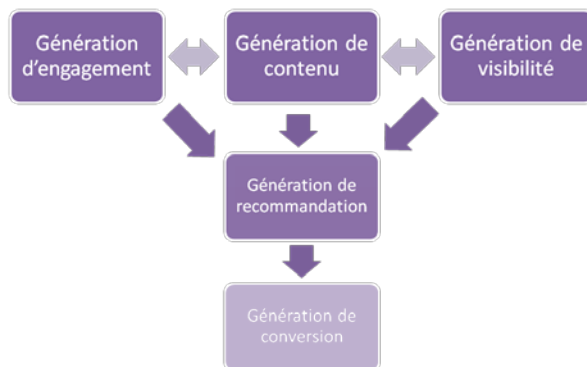 Génération
d'engagement
Génération de
contenu
Génération de
visibilité
Génération de
recommandation
Génération de
conversion